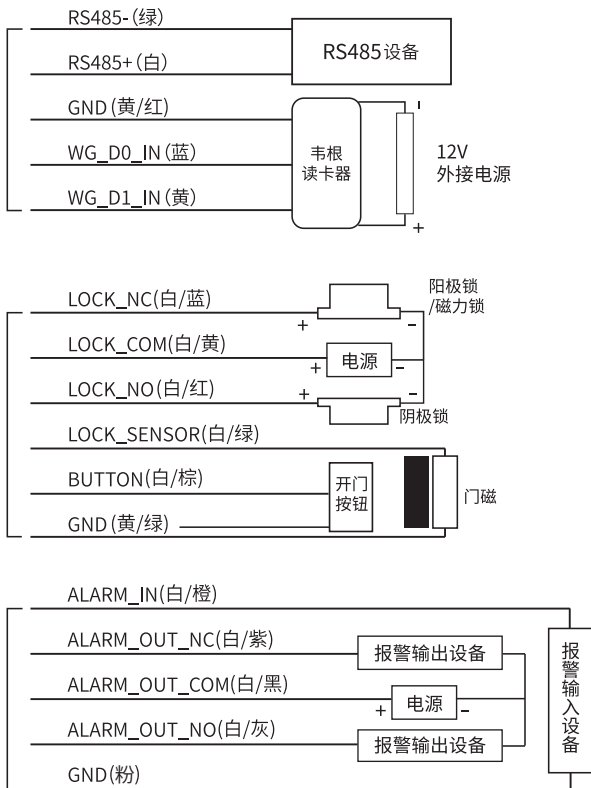 RS485-(绿)
RS485+(白)
RS485设备
GND(黄/红)
WG_D0_IN(蓝)
WG_D1_IN(黄)
韦根
读卡器
-
+
12V
外接电源
LOCK_NC(白/蓝)
+
-
阳极锁
/磁力锁
LOCK_COM(白/黄)
+
电源
-
LOCK_NO(白/红)
+
-
阴极锁
LOCK_SENSOR(白/绿)
BUTTON(白/棕)
GND(黄/绿)
开门
按钮
门磁
ALARM_IN(白/橙)
ALARM_OUT_NC(白/紫)
报警输出设备
ALARM_OUT_COM(白/黑)
+
电源
-
ALARM_OUT_NO(白/灰)
报警输出设备
GND(粉)
报警输入设备